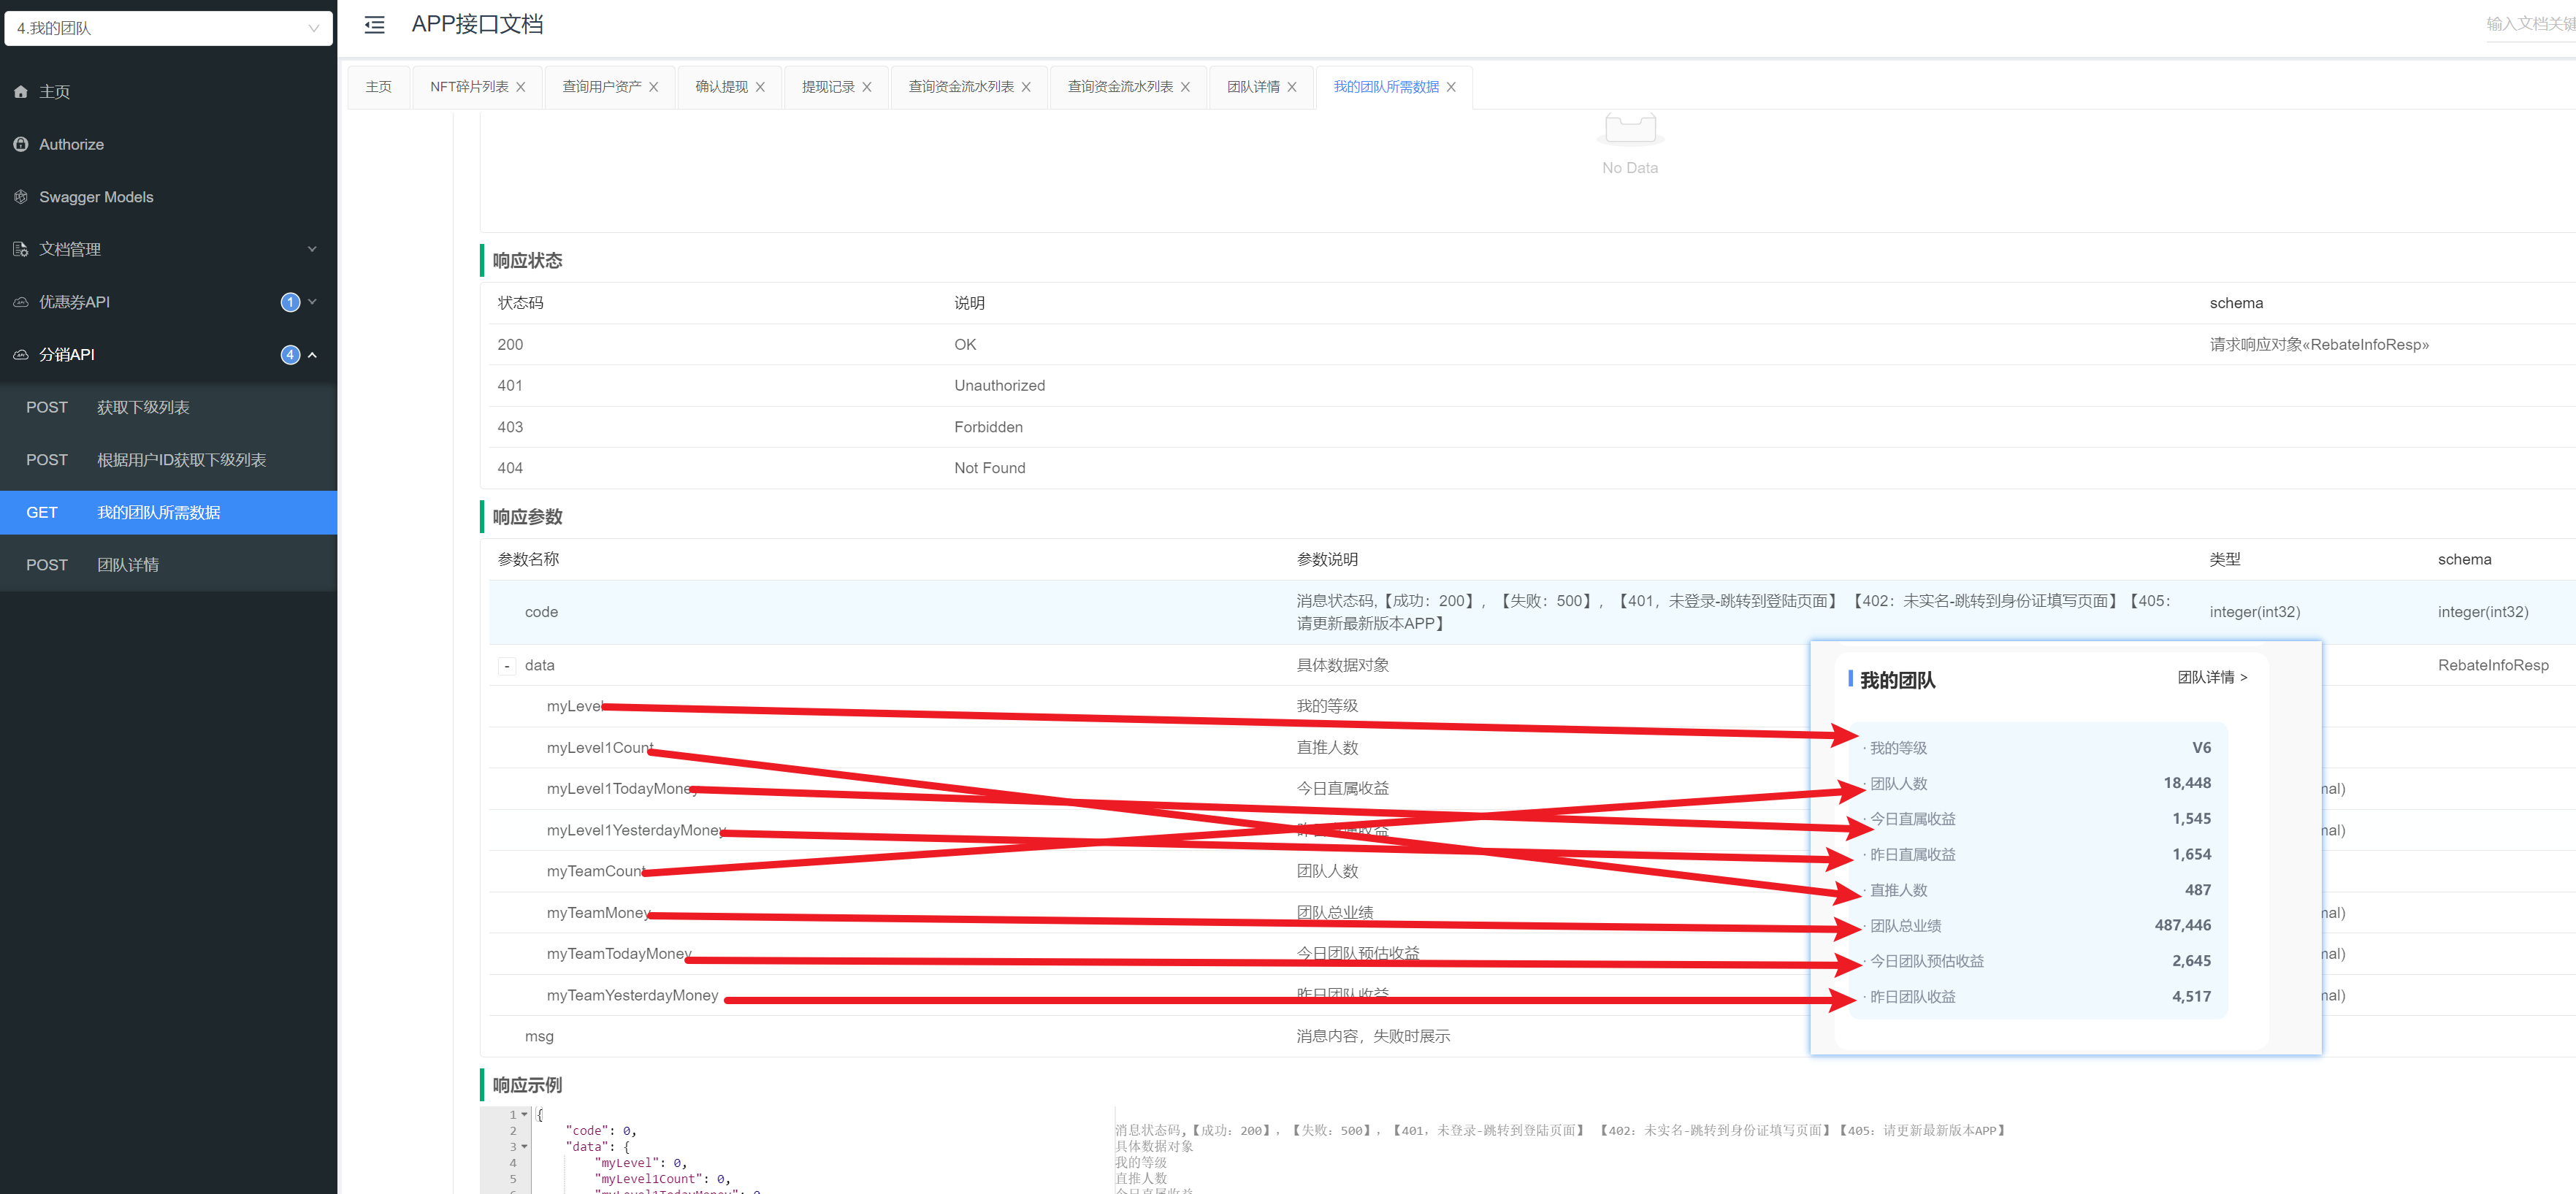 4.我的团队
主页
Authorize
Swagger Models
文档管理
优惠券API
1
分销API
4
POST 获取下级列表
POST 根据用户ID获取下级列表
GET 我的团队所需数据
POST 团队详情
APP接口文档
输入文档关键
主页
NFT碎片列表
查询用户资产
确认提现
提现记录
查询资金流水列表
查询资金流水列表
团队详情
我的团队所需数据
No Data
响应状态
状态码 说明 schema
200 OK 请求响应对象«RebateInfoResp»
401 Unauthorized
403 Forbidden
404 Not Found
响应参数
参数名称 参数说明 类型 schema
code 消息状态码,【成功：200】，【失败：500】，【401，未登录-跳转到登陆页面】 【402：未实名-跳转到身份证填写页面】【405：
请更新最新版本APP】 integer(int32) integer(int32)
- data 具体数据对象 RebateInfoResp
myLevel 我的等级
myLevel1Count 直推人数
myLevel1TodayMoney 今日直属收益 nal)
myLevel1YesterdayMoney 昨日直属收益 nal)
myTeamCount 团队人数
myTeamMoney 团队总业绩 nal)
myTeamTodayMoney 今日团队预估收益 nal)
myTeamYesterdayMoney 昨日团队收益 nal)
msg 消息内容，失败时展示
我的团队 团队详情 >
· 我的等级 V6
· 团队人数 18,448
· 今日直属收益 1,545
· 昨日直属收益 1,654
· 直推人数 487
· 团队总业绩 487,446
· 今日团队预估收益 2,645
· 昨日团队收益 4,517
响应示例
1 {
2 "code": 0, 消息状态码,【成功：200】，【失败：500】，【401，未登录-跳转到登陆页面】 【402：未实名-跳转到身份证填写页面】【405：请更新最新版本APP】
3 "data": { 具体数据对象
4 "myLevel": 0, 我的等级
5 "myLevel1Count": 0, 直推人数
6 "myLevel1TodayMoney": 0, 今日直属收益